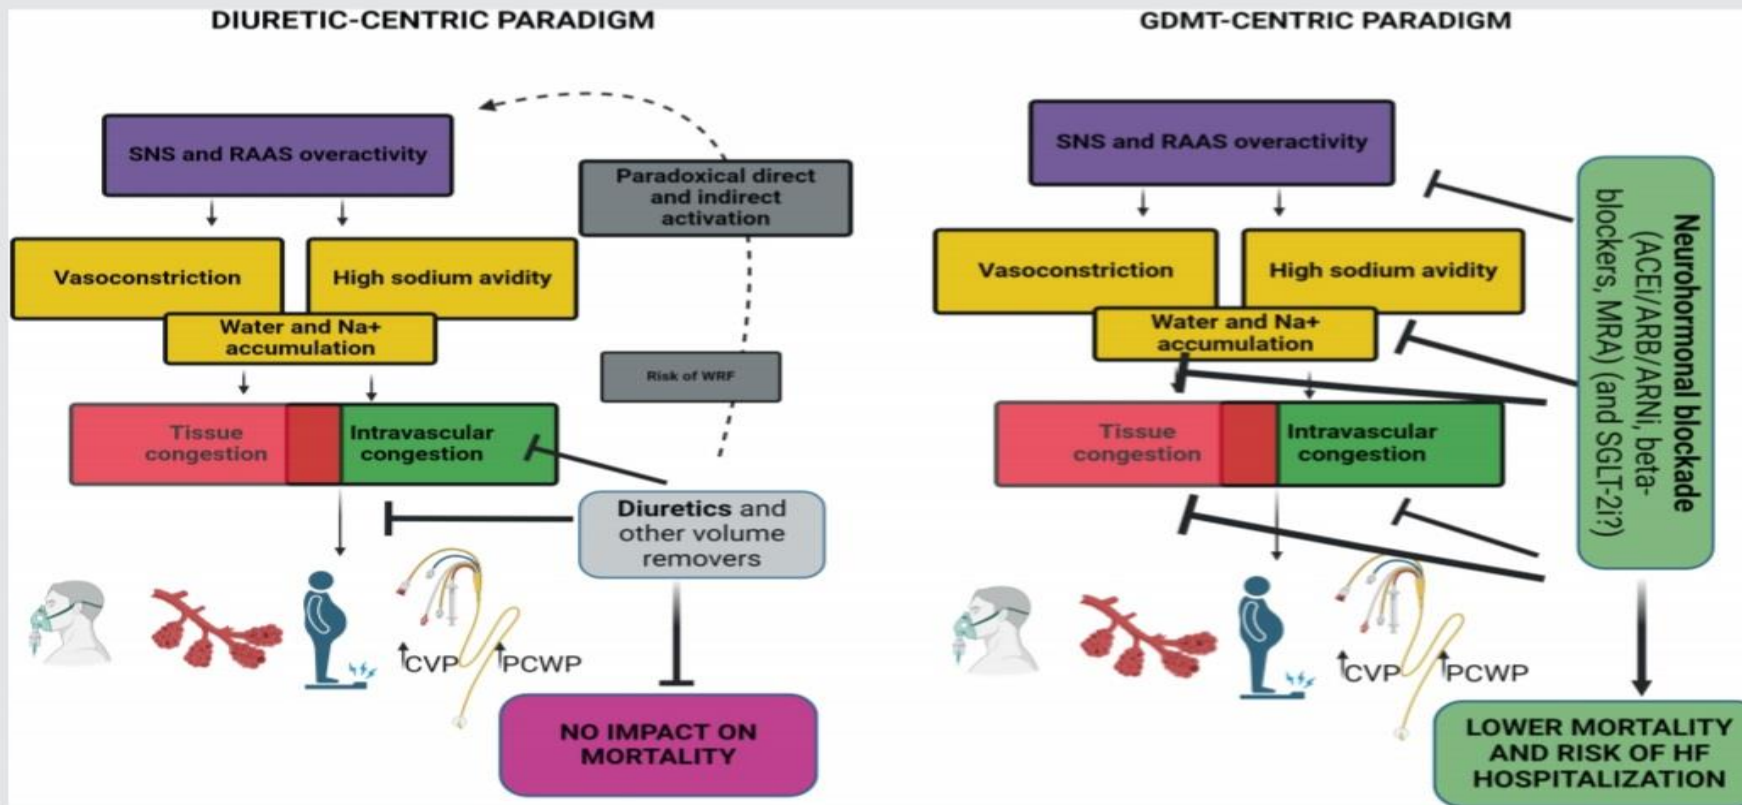 DIURETIC-CENTRIC PARADIGM
SNS and RAAS overactivity
Paradoxical direct
and indirect
activation
Vasoconstriction
High sodium avidity
Water and Na+
accumulation
Risk of WRF
Tissue
congestion
Intravascular
congestion
Diuretics and
other volume
removers
↑CVP
↑PCWP
NO IMPACT ON
MORTALITY
GDMT-CENTRIC PARADIGM
SNS and RAAS overactivity
Vasoconstriction
High sodium avidity
Water and Na+
accumulation
Tissue
congestion
Intravascular
congestion
Neurohormonal blockade
(ACEi/ARB/ARNi, beta-
blockers, MRA) (and SGLT-2i?)
↑CVP
↑PCWP
LOWER MORTALITY
AND RISK OF HF
HOSPITALIZATION